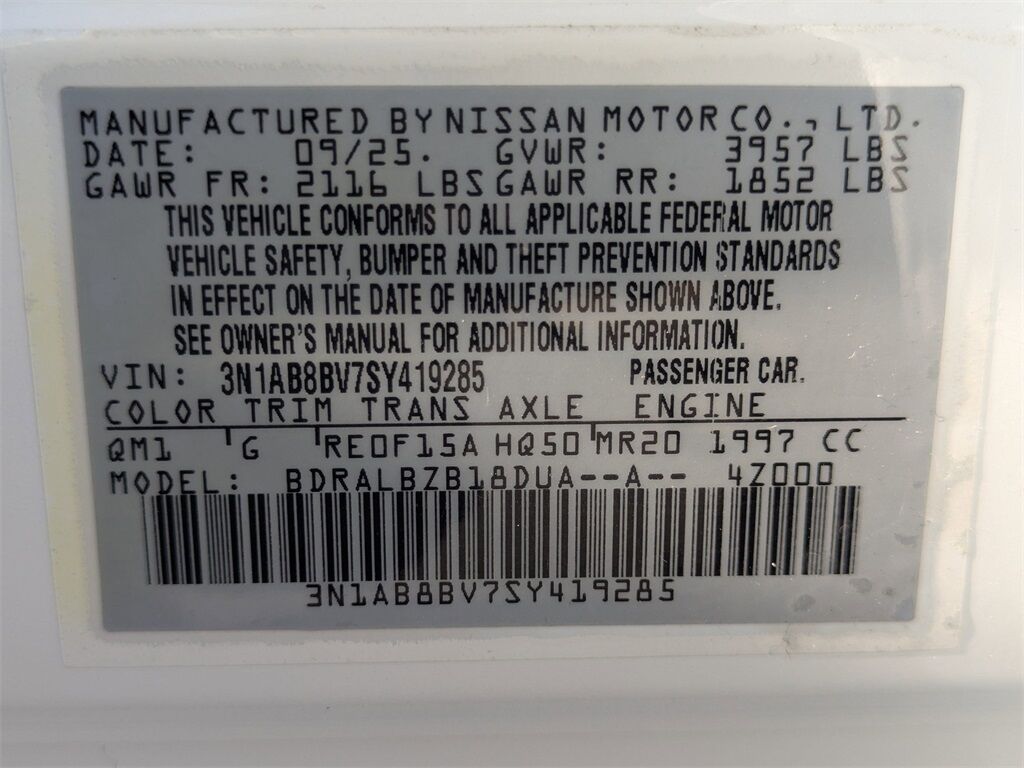 MANUFACTURED BY NISSAN MOTOR CO., LTD.
DATE: 09/25. GVWR: 3957 LBS
GAWR FR: 2116 LBS GAWR RR: 1852 LBS
THIS VEHICLE CONFORMS TO ALL APPLICABLE FEDERAL MOTOR
VEHICLE SAFETY, BUMPER AND THEFT PREVENTION STANDARDS
IN EFFECT ON THE DATE OF MANUFACTURE SHOWN ABOVE.
SEE OWNER'S MANUAL FOR ADDITIONAL INFORMATION.
VIN: 3N1AB8BV7SY419285 PASSENGER CAR.
COLOR TRIM TRANS AXLE ENGINE
QM1 G RE0F15A HQ50 MR20 1997 CC
MODEL: BDRALBZB18DUA--A-- 4Z000
3N1AB8BV7SY419285